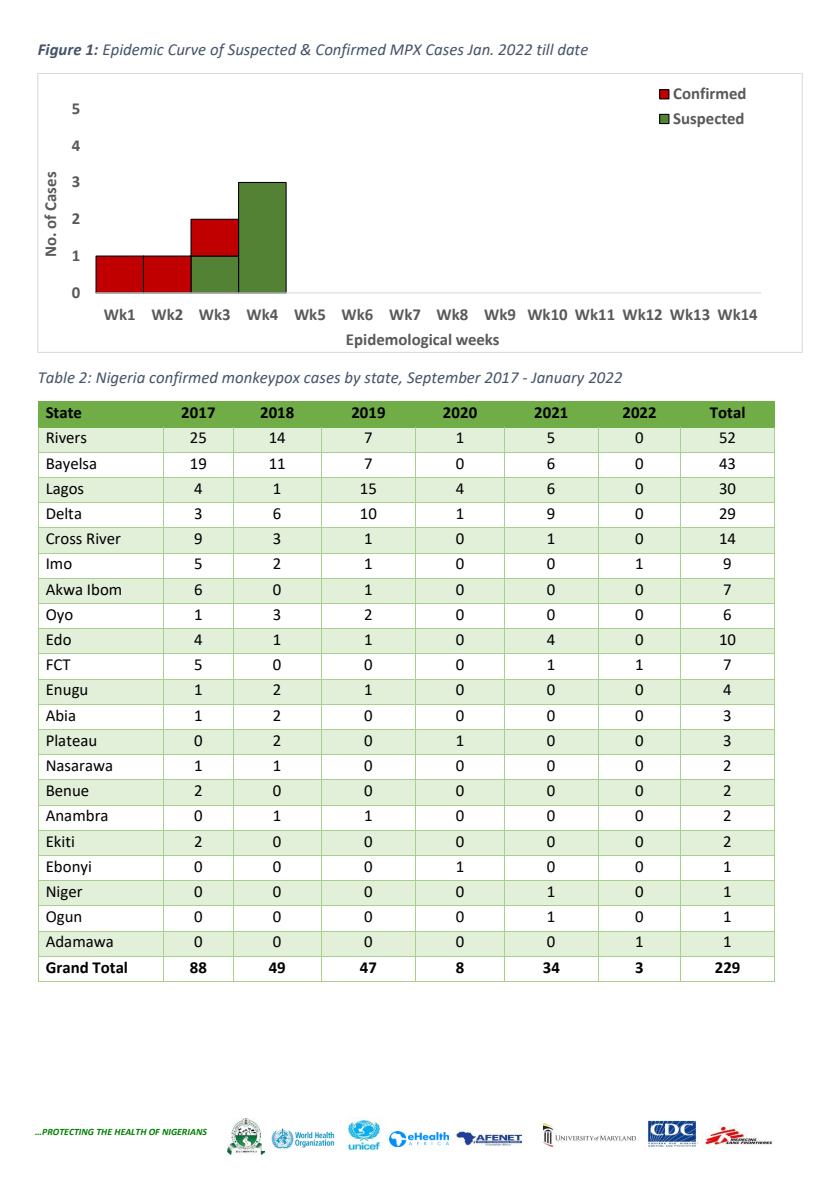 Figure 1: Epidemic Curve of Suspected & Confirmed MPX Cases Jan. 2022 till date
Confirmed
Suspected
No. of Cases
5
4
3
2
1
0
Wk1 Wk2 Wk3 Wk4 Wk5 Wk6 Wk7 Wk8 Wk9 Wk10 Wk11 Wk12 Wk13 Wk14
Epidemological weeks
Table 2: Nigeria confirmed monkeypox cases by state, September 2017 - January 2022
State 2017 2018 2019 2020 2021 2022 Total
Rivers 25 14 7 1 5 0 52
Bayelsa 19 11 7 0 6 0 43
Lagos 4 1 15 4 6 0 30
Delta 3 6 10 1 9 0 29
Cross River 9 3 1 0 1 0 14
Imo 5 2 1 0 0 1 9
Akwa Ibom 6 0 1 0 0 0 7
Oyo 1 3 2 0 0 0 6
Edo 4 1 1 0 4 0 10
FCT 5 0 0 0 1 1 7
Enugu 1 2 1 0 0 0 4
Abia 1 2 0 0 0 0 3
Plateau 0 2 0 1 0 0 3
Nasarawa 1 1 0 0 0 0 2
Benue 2 0 0 0 0 0 2
Anambra 0 1 1 0 0 0 2
Ekiti 2 0 0 0 0 0 2
Ebonyi 0 0 0 1 0 0 1
Niger 0 0 0 0 1 0 1
Ogun 0 0 0 0 1 0 1
Adamawa 0 0 0 0 0 1 1
Grand Total 88 49 47 8 34 3 229
...PROTECTING THE HEALTH OF NIGERIANS
World Health
Organization
unicef
eHealth
AFRICA
AFENET
UNIVERSITY of MARYLAND
CDC
MEDECINS
SANS FRONTIERES